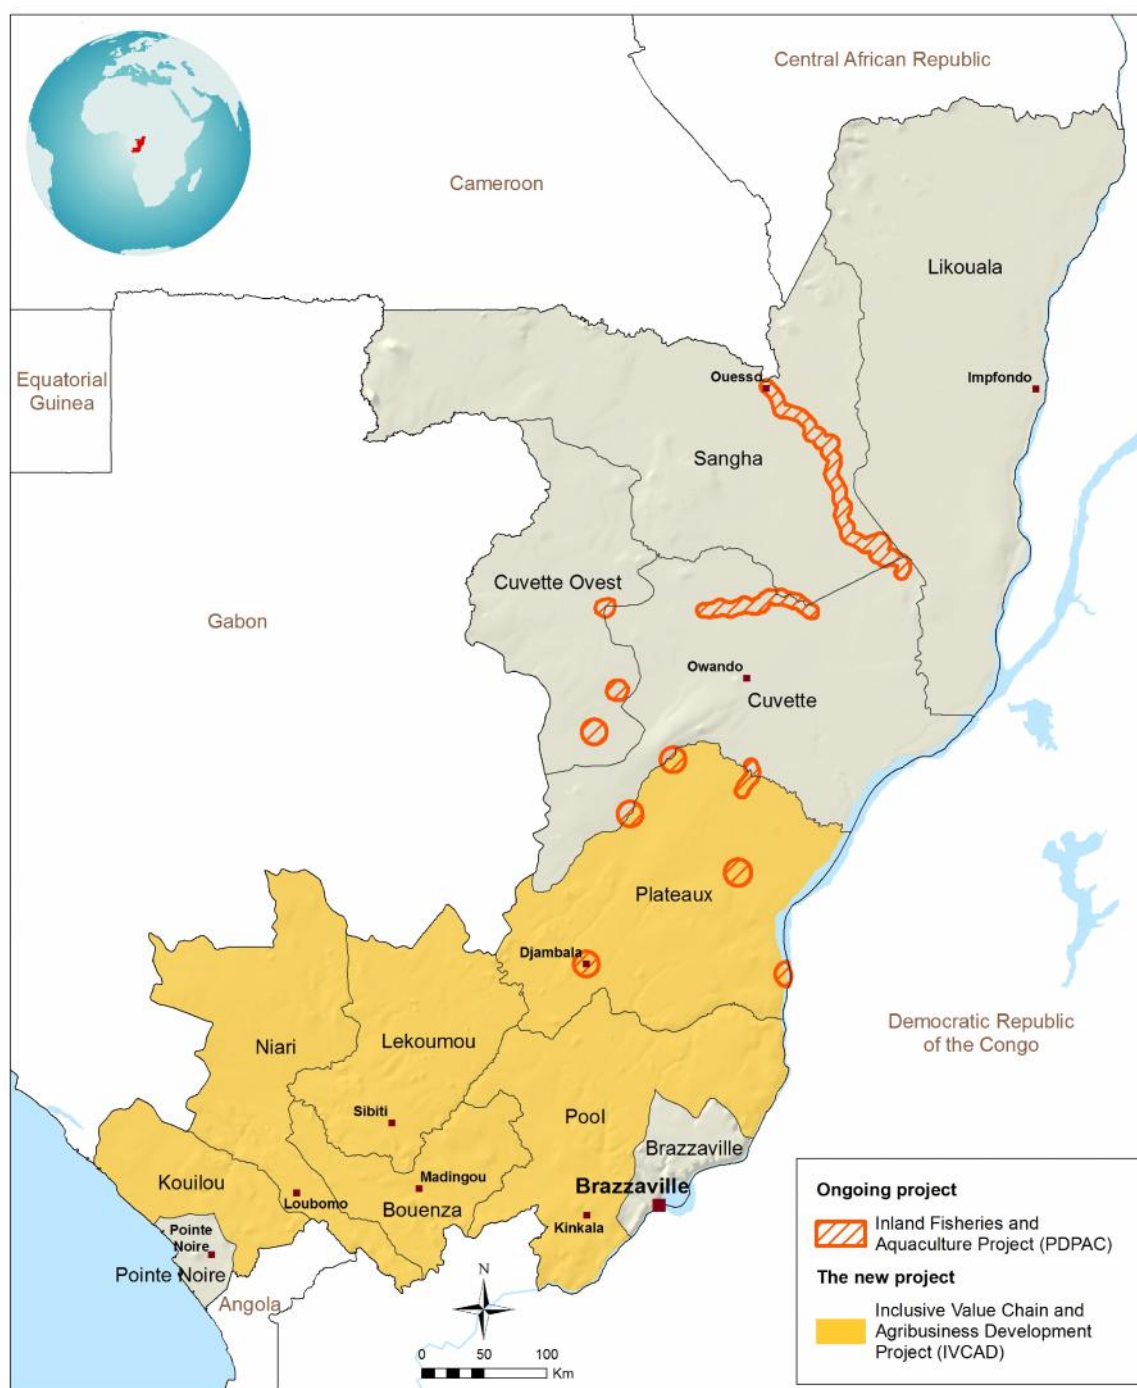 Central African Republic
Cameroon
Likouala
Equatorial
Guinea
Ouesso
Impfondo
Sangha
Cuvette Ovest
Gabon
Owando
Cuvette
Plateaux
Djambala
Democratic Republic
of the Congo
Niari
Lekoumou
Sibiti
Pool
Brazzaville
Kouilou
Madingou
Brazzaville
Loubomo
Bouenza
Kinkala
Pointe
Noire
Pointe Noire
Angola
N
0 50 100
Km
Ongoing project
Inland Fisheries and
Aquaculture Project (PDPAC)
The new project
Inclusive Value Chain and
Agribusiness Development
Project (IVCAD)